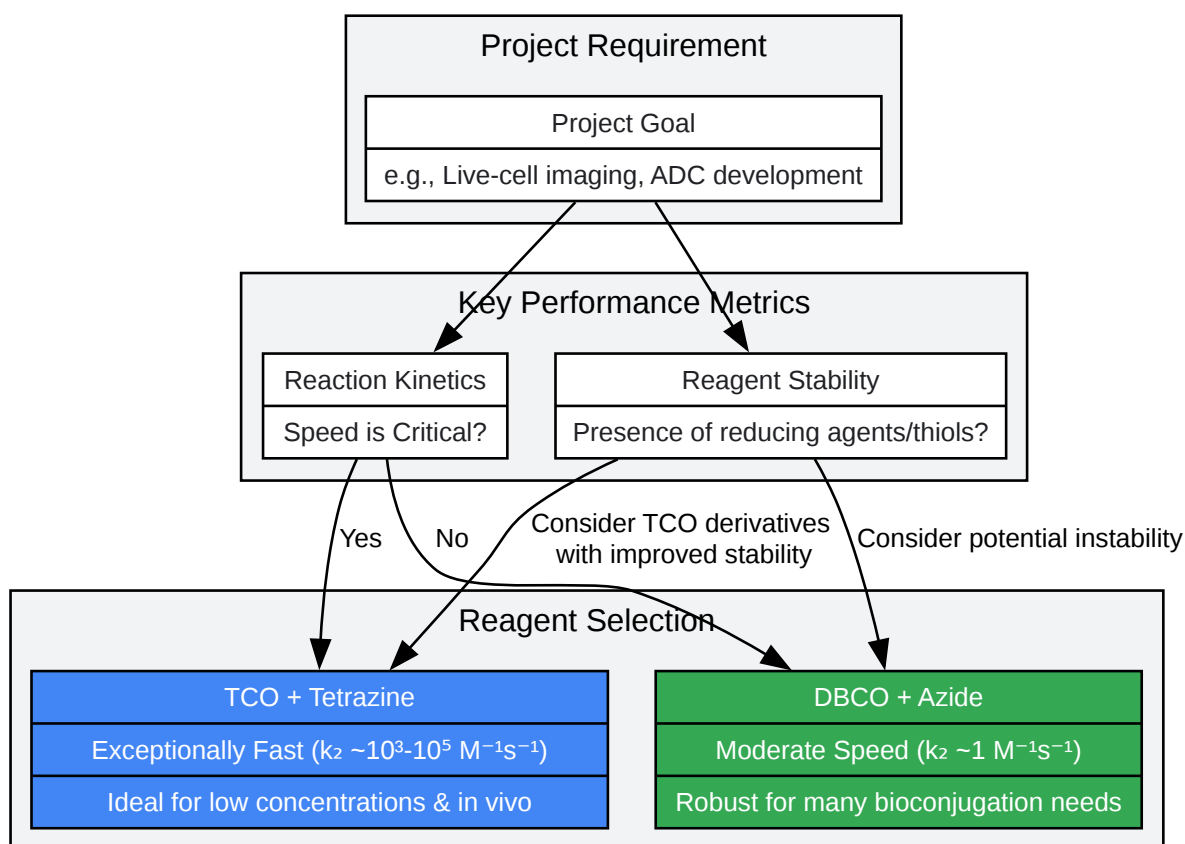 Project Requirement
Project Goal
e.g., Live-cell imaging, ADC development
Key Performance Metrics
Reaction Kinetics
Speed is Critical?
Reagent Stability
Presence of reducing agents/thiols?
Yes
No
Consider TCO derivatives
with improved stability
Consider potential instability
Reagent Selection
TCO + Tetrazine
Exceptionally Fast (k₂ ~10³-10⁵ M⁻¹s⁻¹)
Ideal for low concentrations & in vivo
DBCO + Azide
Moderate Speed (k₂ ~1 M⁻¹s⁻¹)
Robust for many bioconjugation needs